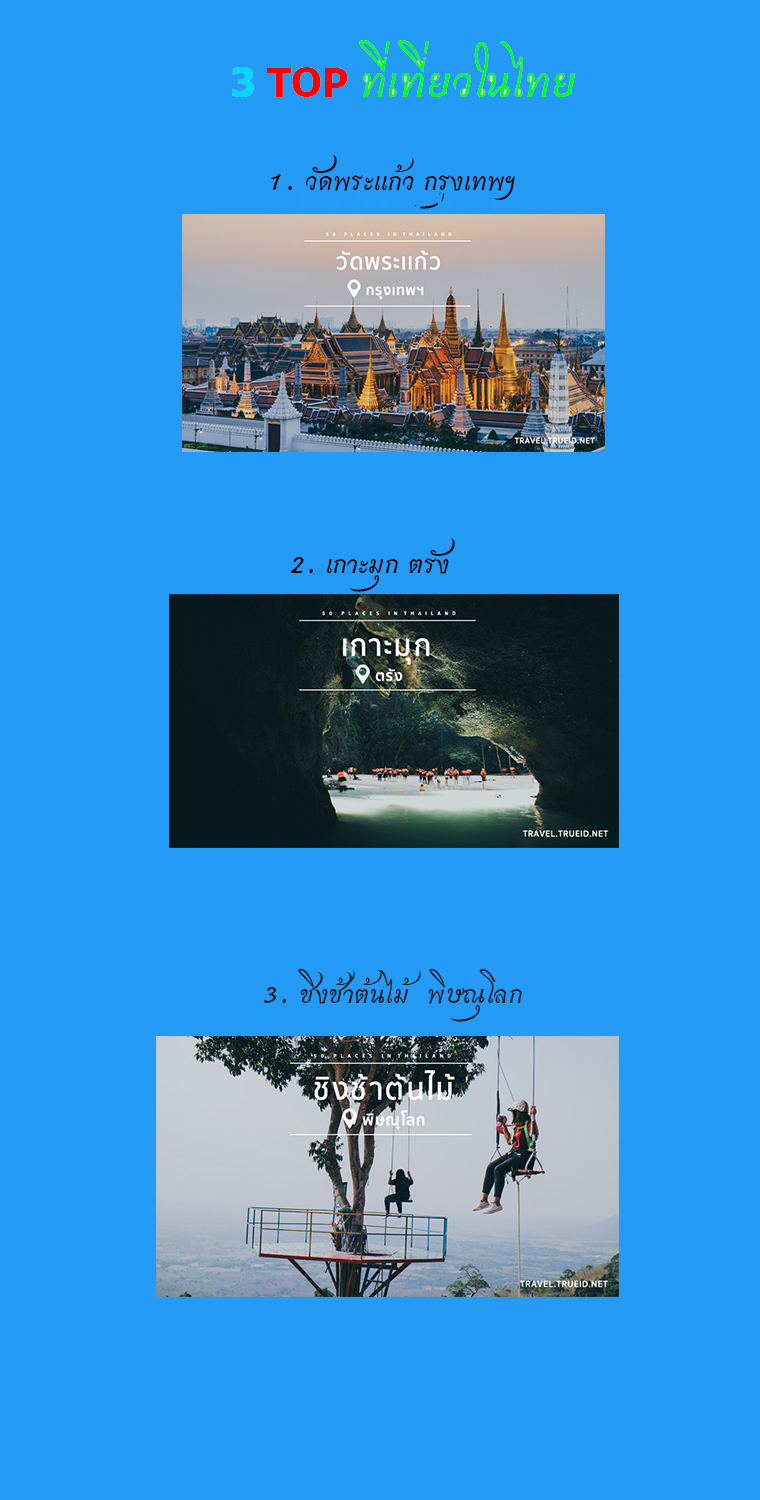 3 TOP ที่เที่ยวในไทย
1. วัดพระแก้ว กรุงเทพฯ
50 PLACES IN THAILAND
วัดพระแก้ว
กรุงเทพฯ
TRAVEL.TRUEID.NET
2. เกาะมุก ตรัง
50 PLACES IN THAILAND
เกาะมุก
ตรัง
TRAVEL.TRUEID.NET
3. ชิงช้าต้นไม้ พิษณุโลก
50 PLACES IN THAILAND
ชิงช้าต้นไม้
พิษณุโลก
TRAVEL.TRUEID.NET